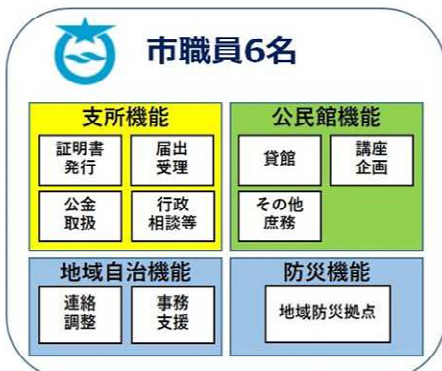 市職員6名
支所機能
証明書
発行
届出
受理
公金
取扱
行政
相談等
公民館機能
貸館
講座
企画
その他
庶務
地域自治機能
連絡
調整
事務
支援
防災機能
地域防災拠点